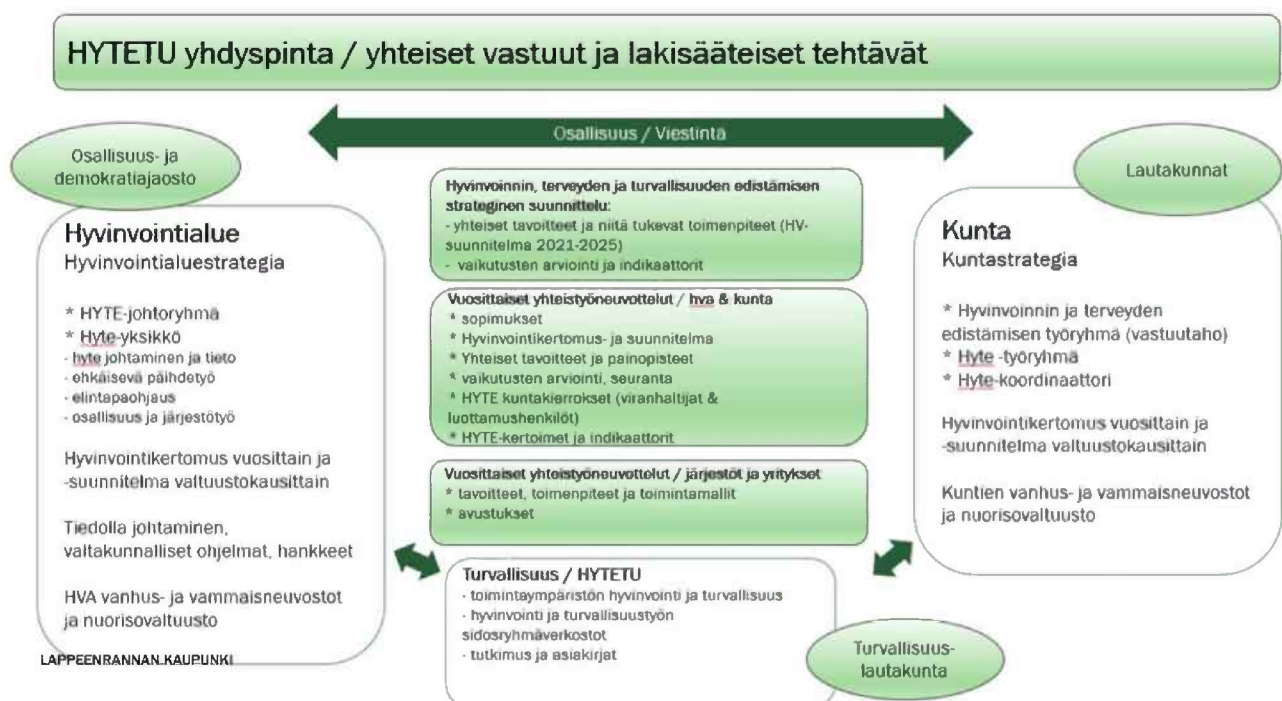 HYTETU yhdyspinta / yhteiset vastuut ja lakisääteiset tehtävät
Osallisuus / Viestintä
Osallisuus- ja
demokratiajaosto
Hyvinvointialue
Hyvinvointialuestrategia
* HYTE-johtoryhmä
* Hyte-yksikkö
- hyte johtaminen ja tieto
- ehkäisevä päihdetyö
- elintapaohjaus
- osallisuus ja järjestötyö
Hyvinvointikertomus vuosittain ja
-suunnitelma valtuustokausittain
Tiedolla johtaminen,
valtakunnalliset ohjelmat, hankkeet
HVA vanhus- ja vammaisneuvostot
ja nuorisovaltuusto
LAPPEENRANNAN KAUPUNKI
Hyvinvoinnin, terveyden ja turvallisuuden edistämisen
strateginen suunnittelu:
- yhteiset tavoitteet ja niitä tukevat toimenpiteet (HV-
suunnitelma 2021-2025)
- vaikutusten arviointi ja indikaattorit
Vuosittaiset yhteistyöneuvottelut / hva & kunta
* sopimukset
* Hyvinvointikertomus- ja suunnitelma
* Yhteiset tavoitteet ja painopisteet
* vaikutusten arviointi, seuranta
* HYTE kuntakierrokset (viranhaltijat &
luottamushenkilöt)
* HYTE-kertoimet ja indikaattorit
Vuosittaiset yhteistyöneuvottelut / järjestöt ja yritykset
* tavoitteet, toimenpiteet ja toimintamallit
* avustukset
Turvallisuus / HYTETU
- toimintaympäristön hyvinvointi ja turvallisuus
- hyvinvointi ja turvallisuustyön
sidosryhmäverkostot
- tutkimus ja asiakirjat
Turvallisuus-
lautakunta
Lautakunnat
Kunta
Kuntastrategia
* Hyvinvoinnin ja terveyden
edistämisen työryhmä (vastuutaho)
* Hyte -työryhmä
* Hyte-koordinaattori
Hyvinvointikertomus vuosittain ja
-suunnitelma valtuustokausittain
Kuntien vanhus- ja vammaisneuvostot
ja nuorisovaltuusto